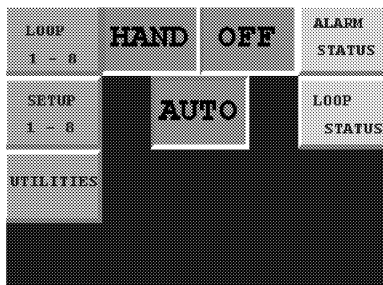 LOOP
1 - 8
HAND
OFF
ALARM
STATUS
SETUP
1 - 8
AUTO
LOOP
STATUS
UTILITIES